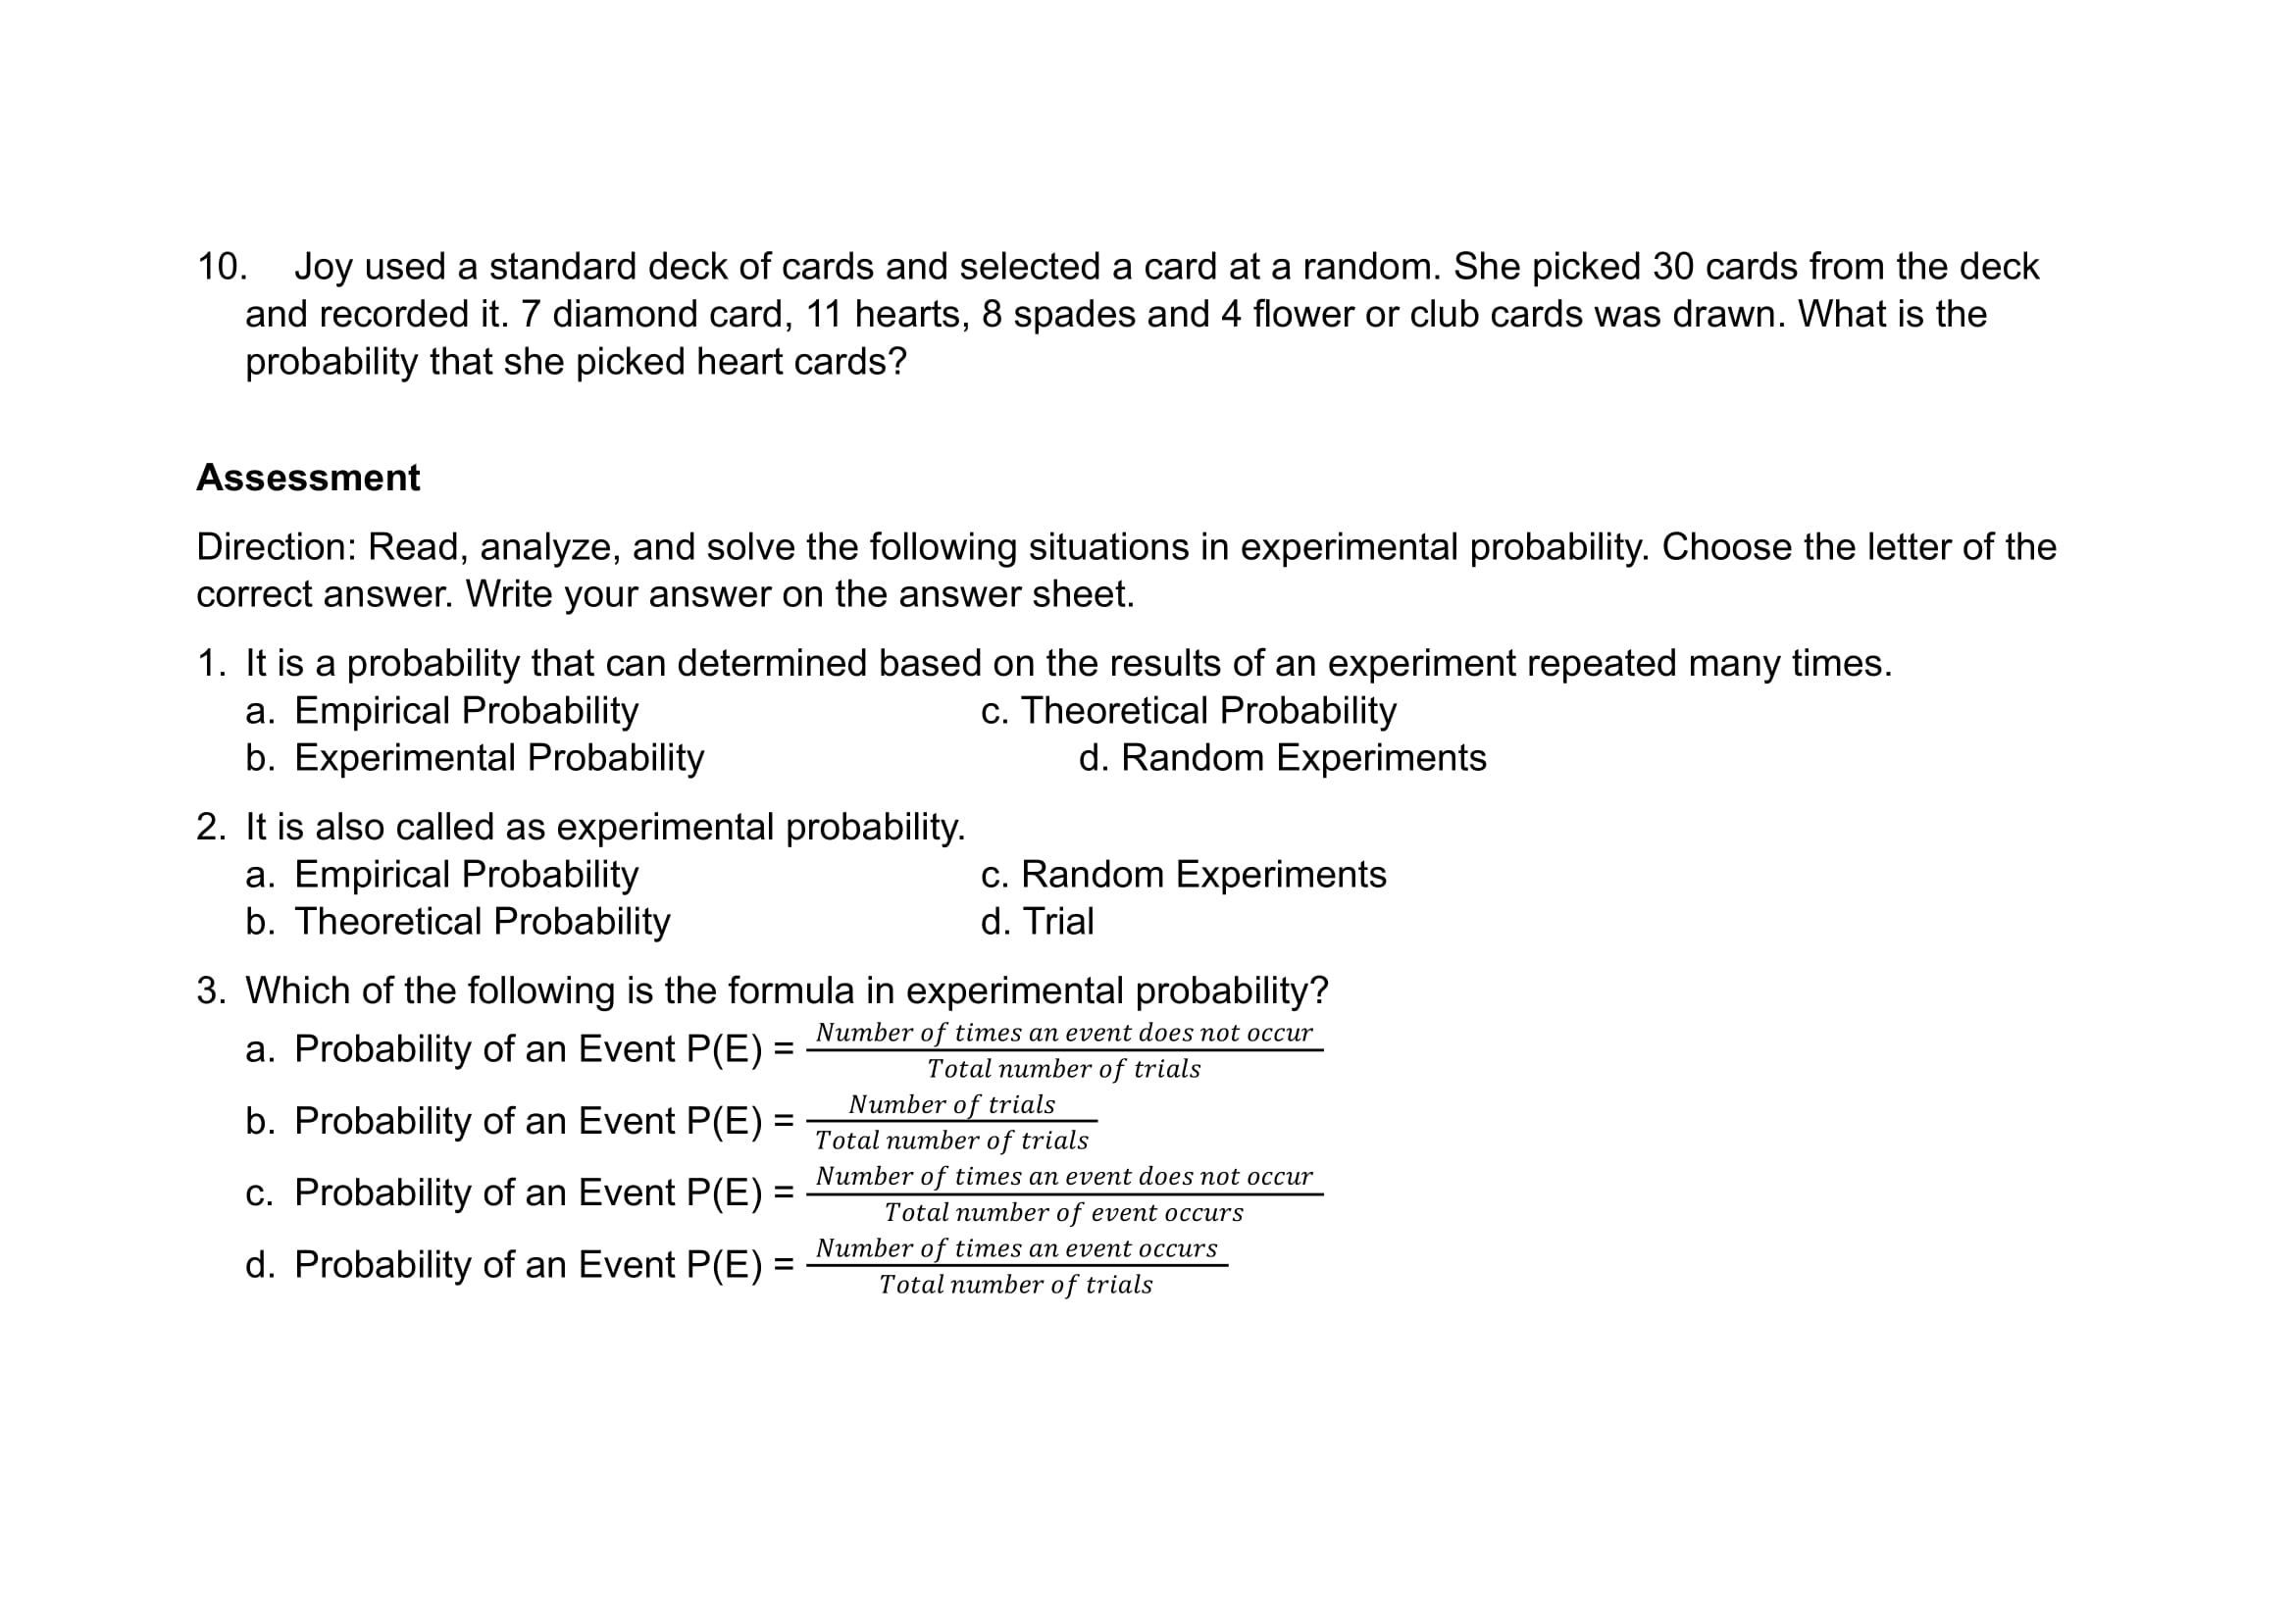 10. Joy used a standard deck of cards and selected a card at a random. She picked 30 cards from the deck
and recorded it. 7 diamond card, 11 hearts, 8 spades and 4 flower or club cards was drawn. What is the
probability that she picked heart cards?
Assessment
Direction: Read, analyze, and solve the following situations in experimental probability. Choose the letter of the
correct answer. Write your answer on the answer sheet.
1. It is a probability that can determined based on the results of an experiment repeated many times.
a. Empirical Probability c. Theoretical Probability
b. Experimental Probability d. Random Experiments
2. It is also called as experimental probability.
a. Empirical Probability c. Random Experiments
b. Theoretical Probability d. Trial
3. Which of the following is the formula in experimental probability?
a. Probability of an Event P(E) = Number of times an event does not occur / Total number of trials
b. Probability of an Event P(E) = Number of trials / Total number of trials
c. Probability of an Event P(E) = Number of times an event does not occur / Total number of event occurs
d. Probability of an Event P(E) = Number of times an event occurs / Total number of trials